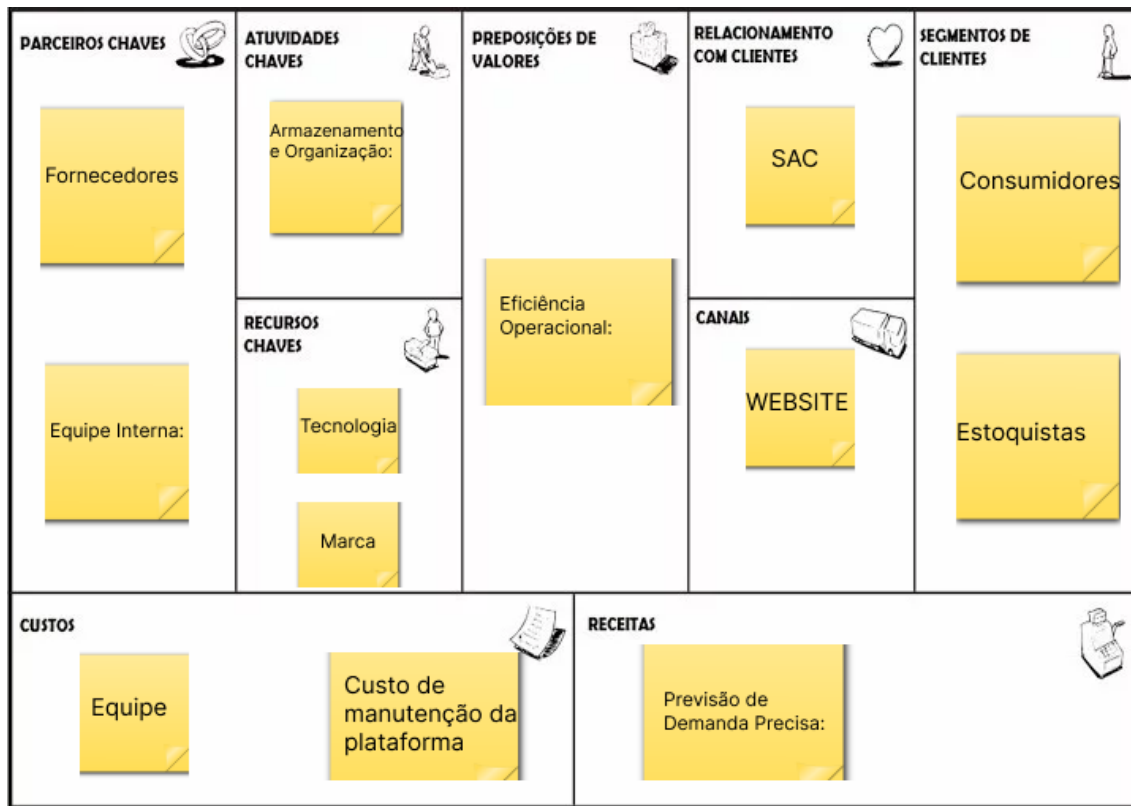 PARCEIROS CHAVES
Fornecedores
Equipe Interna:
ATUVIDADES
CHAVES
Armazenamento
e Organização:
RECURSOS
CHAVES
Tecnologia
Marca
PREPOSIÇÕES DE
VALORES
Eficiência
Operacional:
RELACIONAMENTO
COM CLIENTES
SAC
CANAIS
WEBSITE
SEGMENTOS DE
CLIENTES
Consumidores
Estoquistas
CUSTOS
Equipe
Custo de
manutenção da
plataforma
RECEITAS
Previsão de
Demanda Precisa: